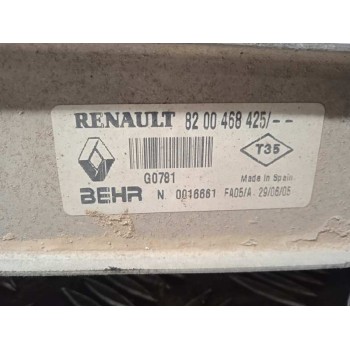 RENAULT 82 00 468 425/--
T35
G0781
Made in Spain
BEHR N 0016661 FA05/A 29/06/05